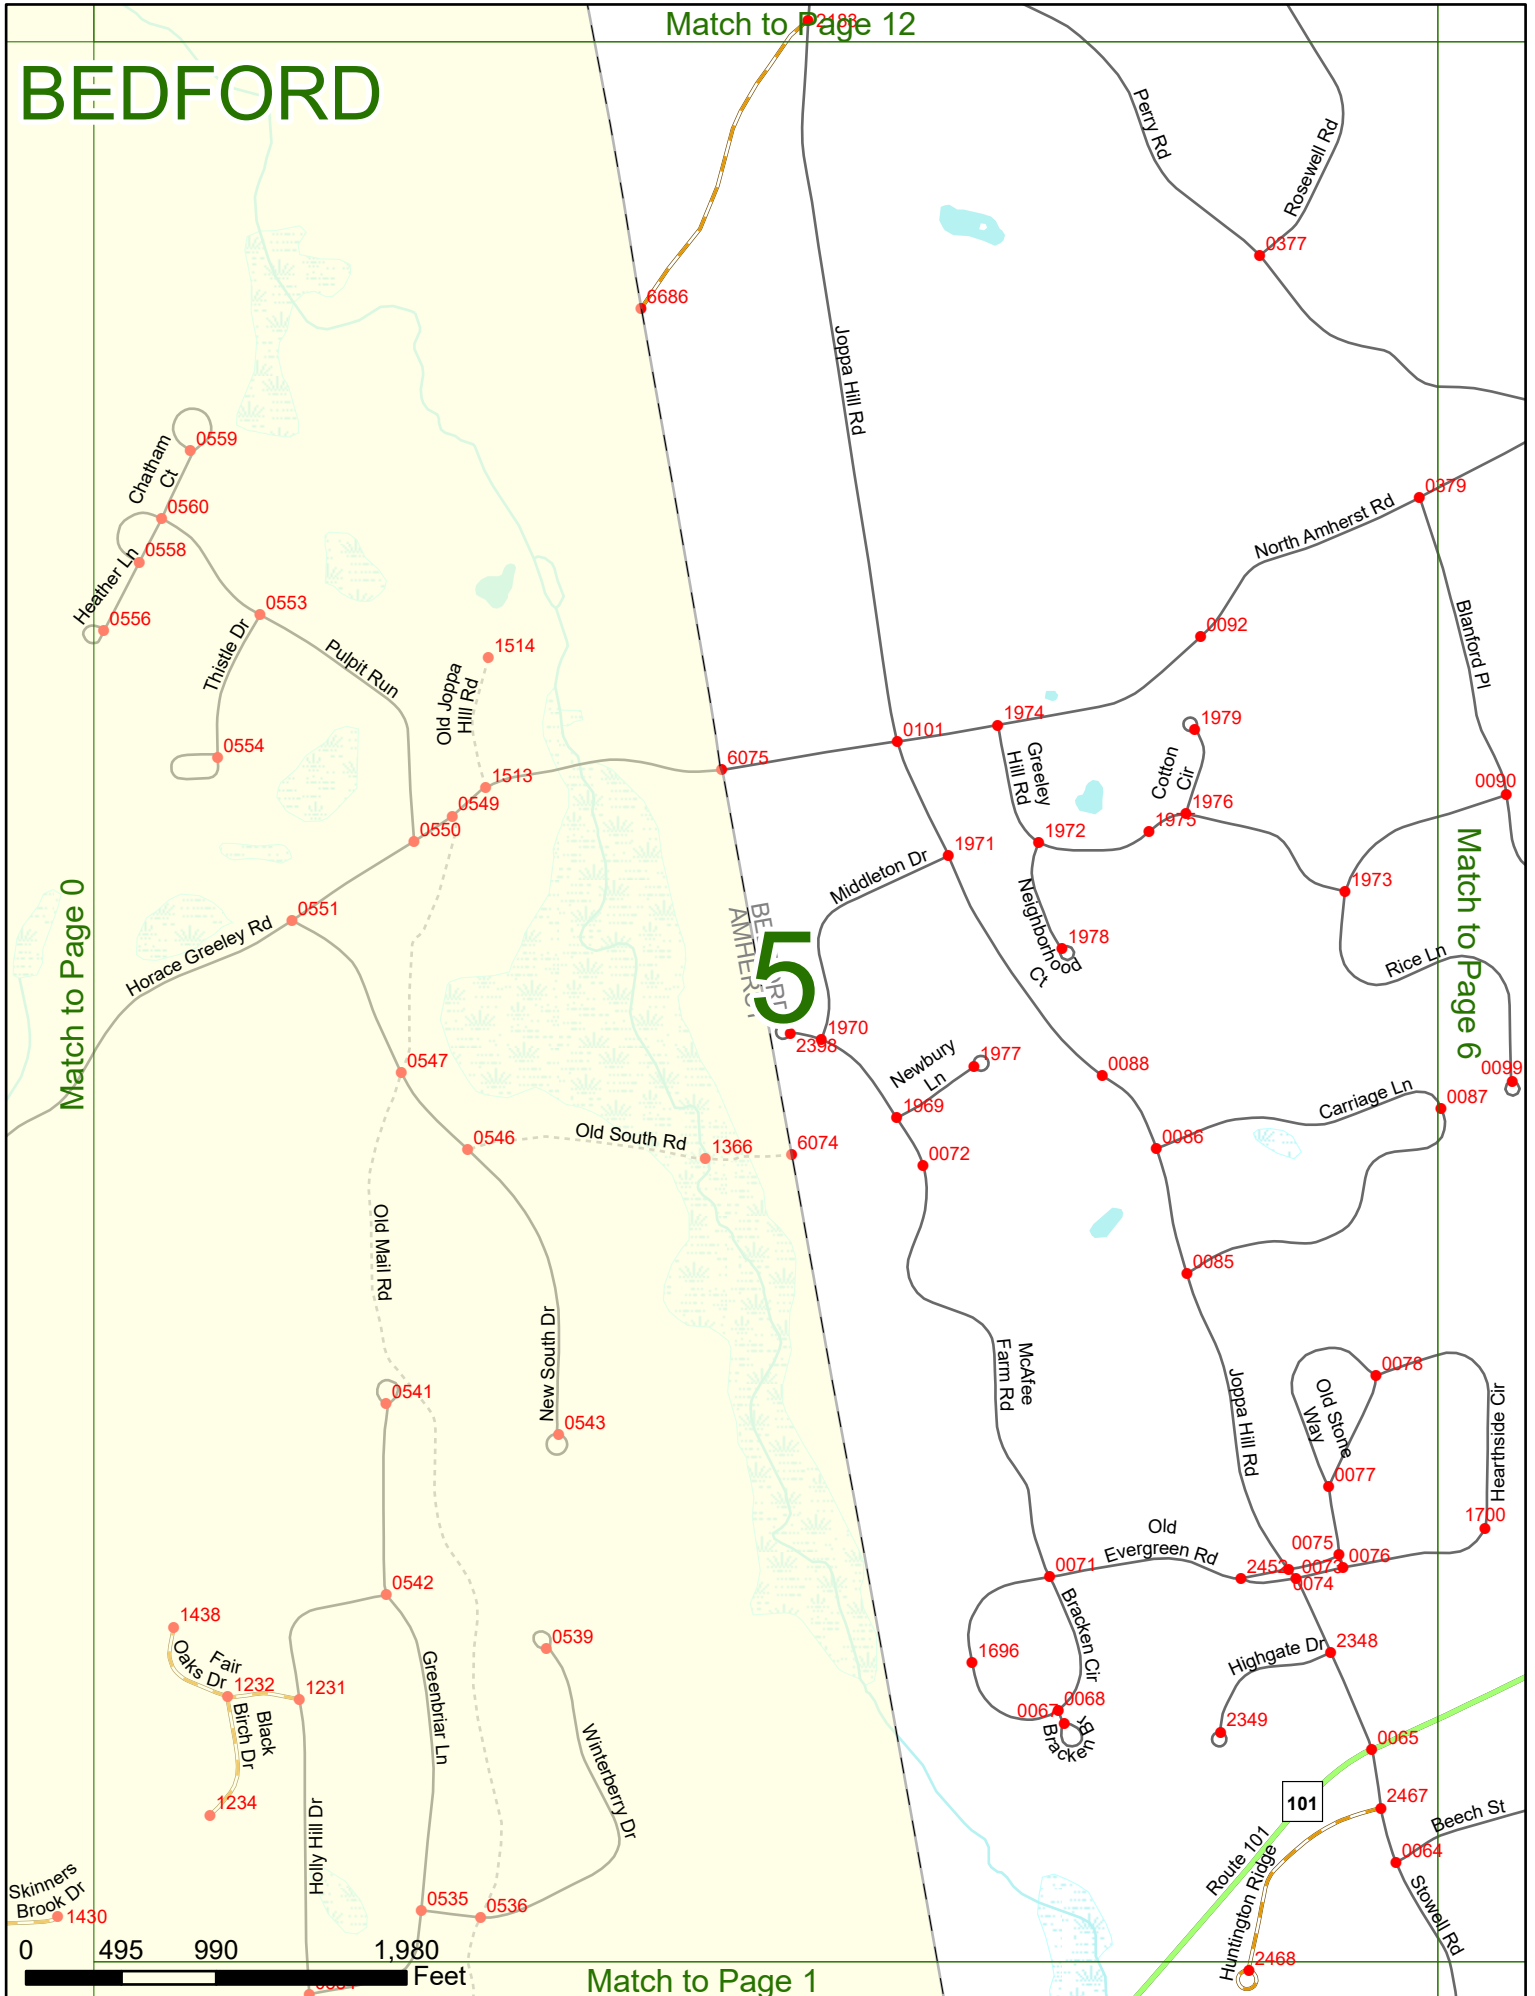 Match to Page 12
2183
BEDFORD
Perry Rd
Rosewell Rd
0377
6686
Joppa Hill Rd
0559
Chatham
Ct
0560
0558
Heather Ln
0556
0553
Thistle Dr
Pulpit Run
0554
1514
Old Joppa
Hill Rd
1513
0549
0550
0551
Horace Greeley Rd
0379
North Amherst Rd
0092
Blanford Pl
1974
0101
6075
1979
Greeley
Hill Rd
Cotton
Cir
1976
1975
1972
0090
1971
Middleton Dr
1973
Neighborhood
Ct
1978
Rice Ln
Match to Page 0
Match to Page 6
5
1970
2398
0547
Newbury
Ln
1977
0088
0099
0087
Carriage Ln
1969
0086
0546
Old South Rd
1366
6074
0072
Old Mail Rd
0085
New South Dr
McAfee
Farm Rd
Joppa Hill Rd
0078
Old Stone
Way
Hearthside Cir
0541
0543
0077
1700
0075
0076
Old
Evergreen Rd
2452
0073
0074
0071
0542
1438
Fair
Oaks Dr
1232
1231
Black
Birch Dr
1234
0539
Greenbriar Ln
Winterberry Dr
Holly Hill Dr
Bracken Cir
1696
0067
0068
Bracken
Br
Highgate Dr
2348
2349
0065
101
2467
Beech St
0064
Route 101
Huntington Ridge
Stowell Rd
2468
Skinners
Brook Dr
1430
0535
0536
0 495 990 1,980
Feet
Match to Page 1